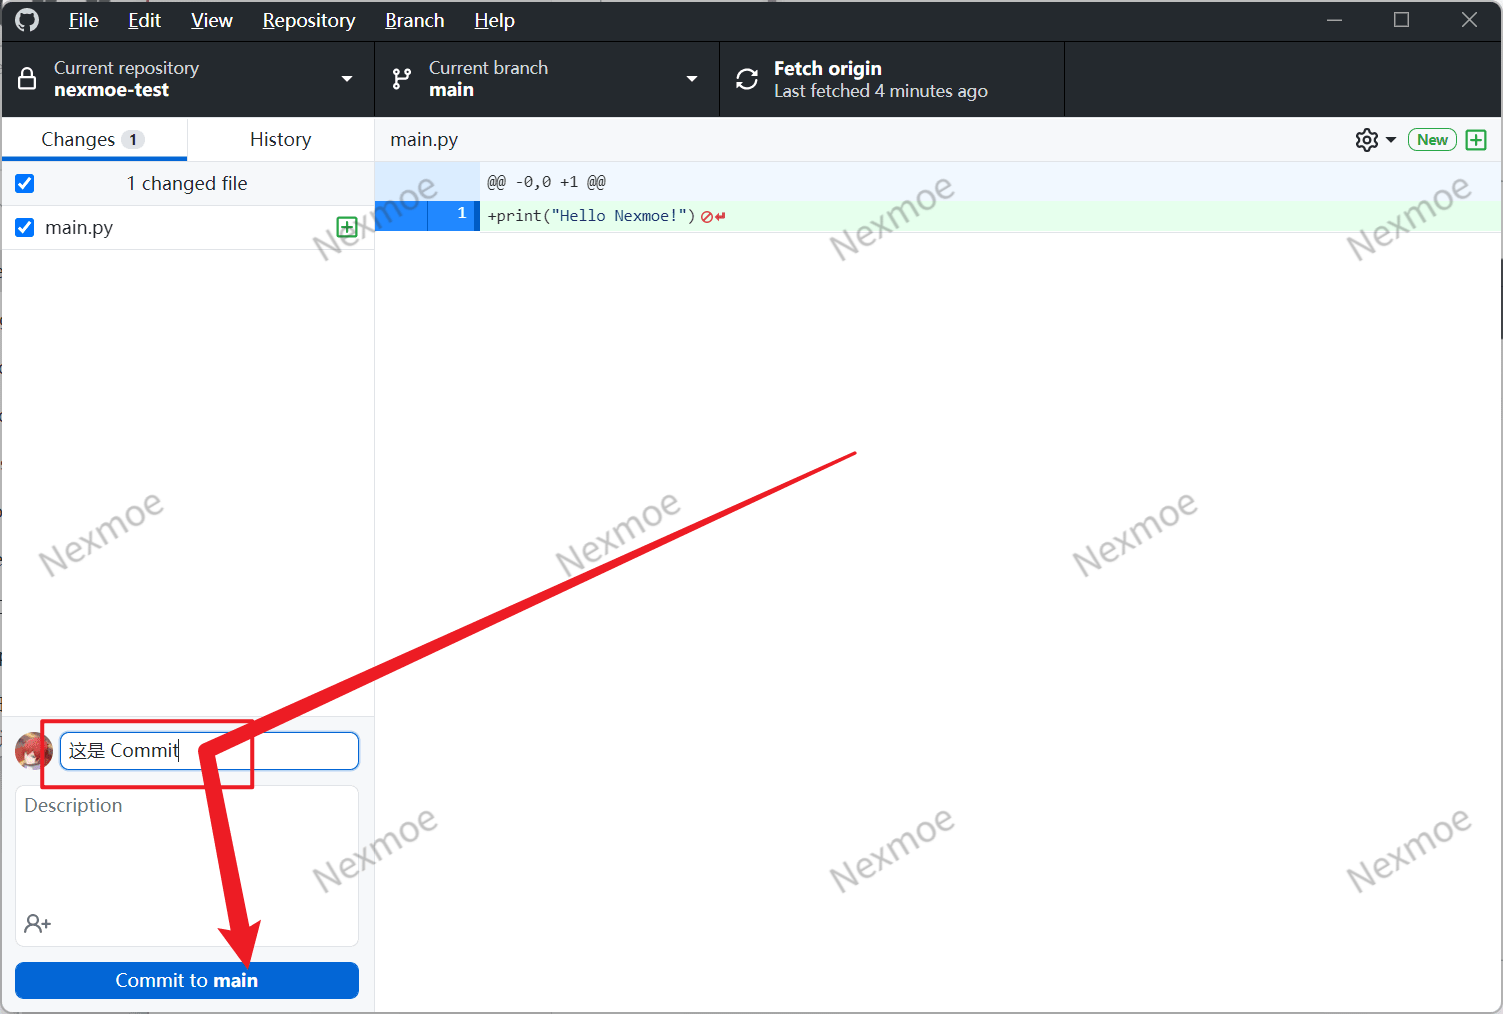 File Edit View Repository Branch Help
Current repository
nexmoe-test
Current branch
main
Fetch origin
Last fetched 4 minutes ago
Changes 1
History
main.py
New
1 changed file
@@ -0,0 +1 @@
main.py
1 +print("Hello Nexmoe!")
Nexmoe Nexmoe Nexmoe
Nexmoe Nexmoe Nexmoe
这是 Commit
Description
Nexmoe Nexmoe Nexmoe
Commit to main